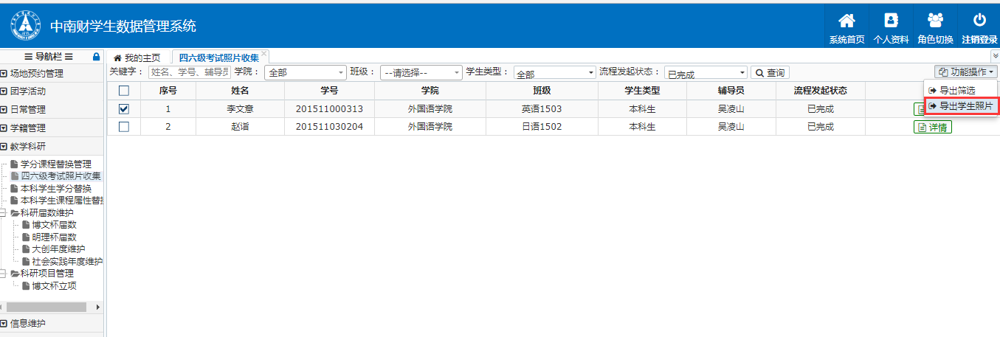 中南财学生数据管理系统
系统首页 个人资料 角色切换 注销登录
导航栏
我的主页 四六级考试照片收集
场地预约管理
团学活动
日常管理
学籍管理
教学科研
学分课程替换管理
四六级考试照片收集
本科学生学分替换
本科学生课程属性替换
科研届数维护
博文杯届数
明理杯届数
大创年度维护
社会实践年度维护
科研项目管理
博文杯立项
信息维护
关键字： 姓名、学号、辅导员 学院： 全部 班级： --请选择-- 学生类型： 全部 流程发起状态： 已完成 查询 功能操作
导出筛选
导出学生照片
序号 姓名 学号 学院 班级 学生类型 辅导员 流程发起状态
1 李文意 201511000313 外国语学院 英语1503 本科生 吴凌山 已完成
2 赵诣 201511030204 外国语学院 日语1502 本科生 吴凌山 已完成 详情